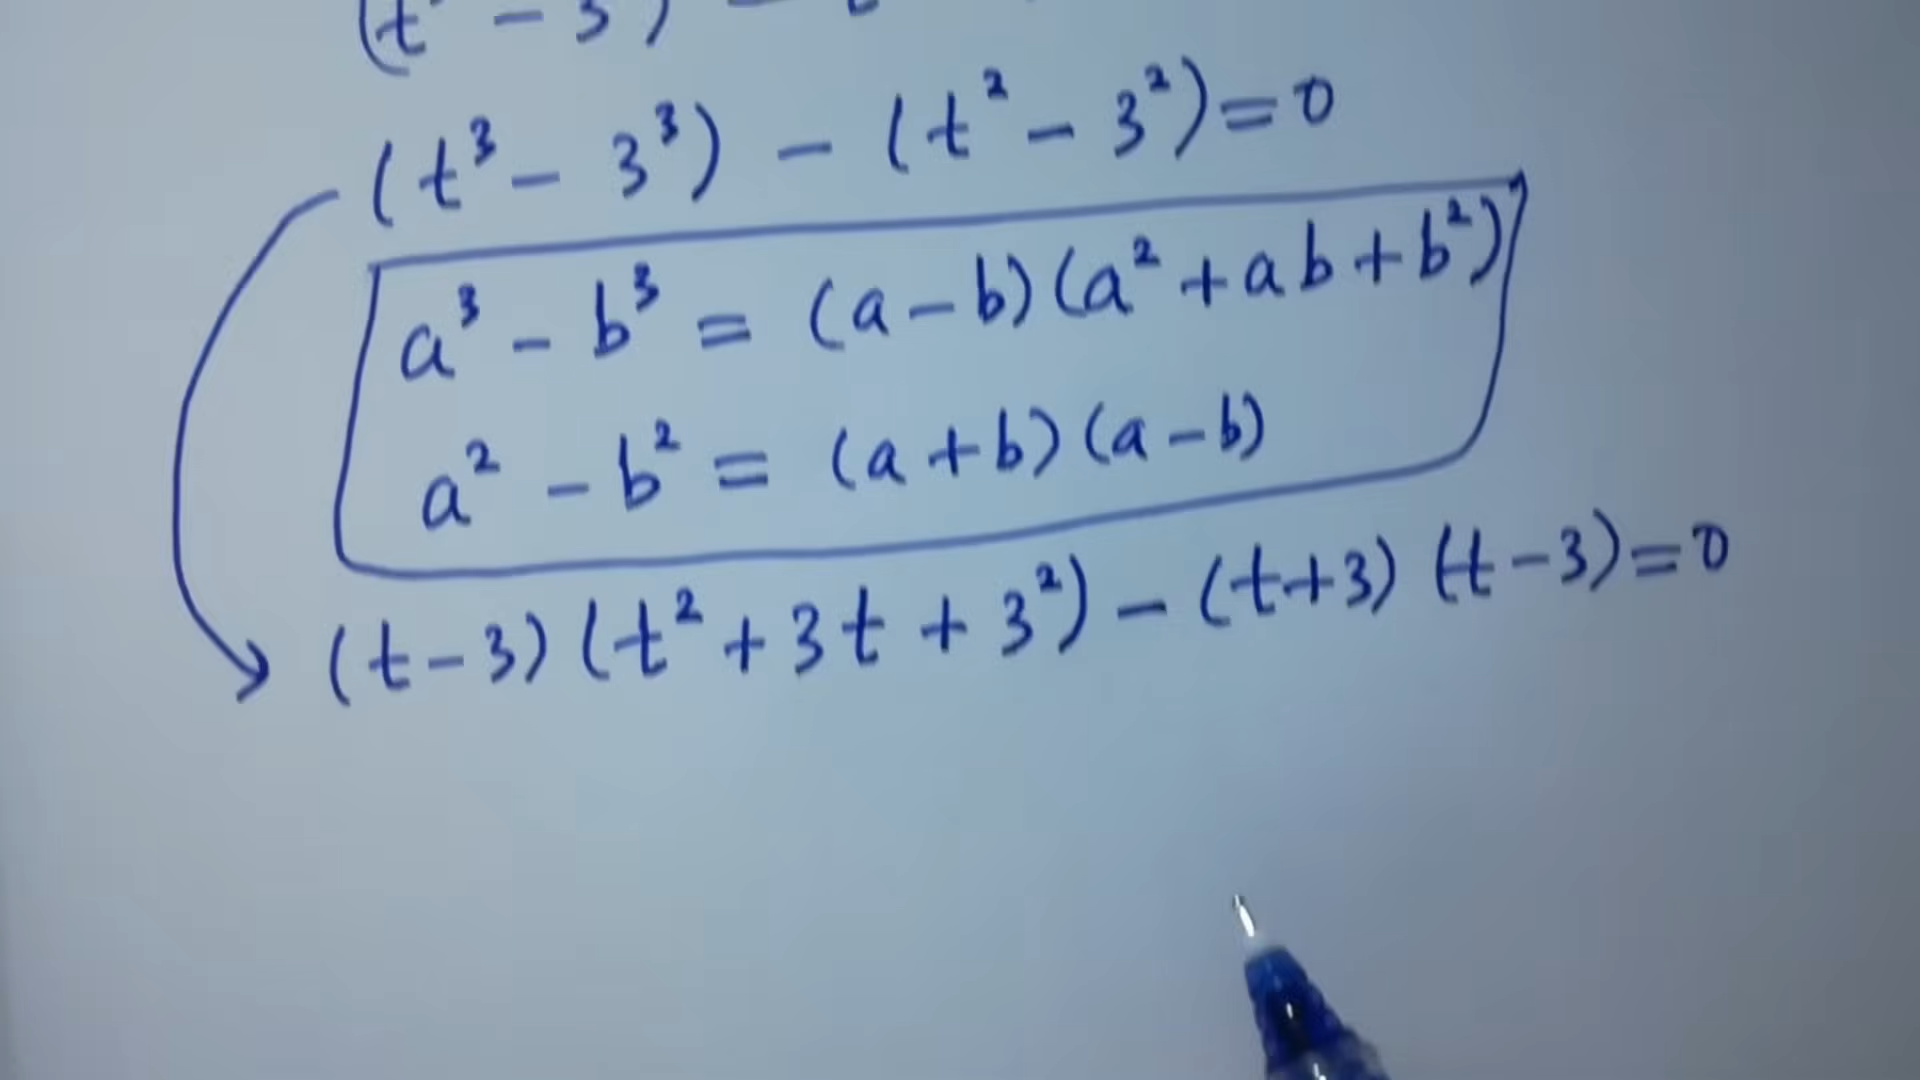 (t³ - 3³) - (t² - 3²) = 0
a³ - b³ = (a - b)(a² + ab + b²)
a² - b² = (a + b)(a - b)
(t - 3)(t² + 3t + 3²) - (t + 3)(t - 3) = 0